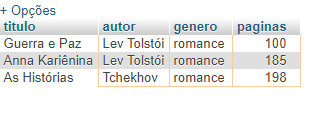 + Opções
titulo autor genero paginas
Guerra e Paz Lev Tolstói romance 100
Anna Kariênina Lev Tolstói romance 185
As Histórias Tchekhov romance 198